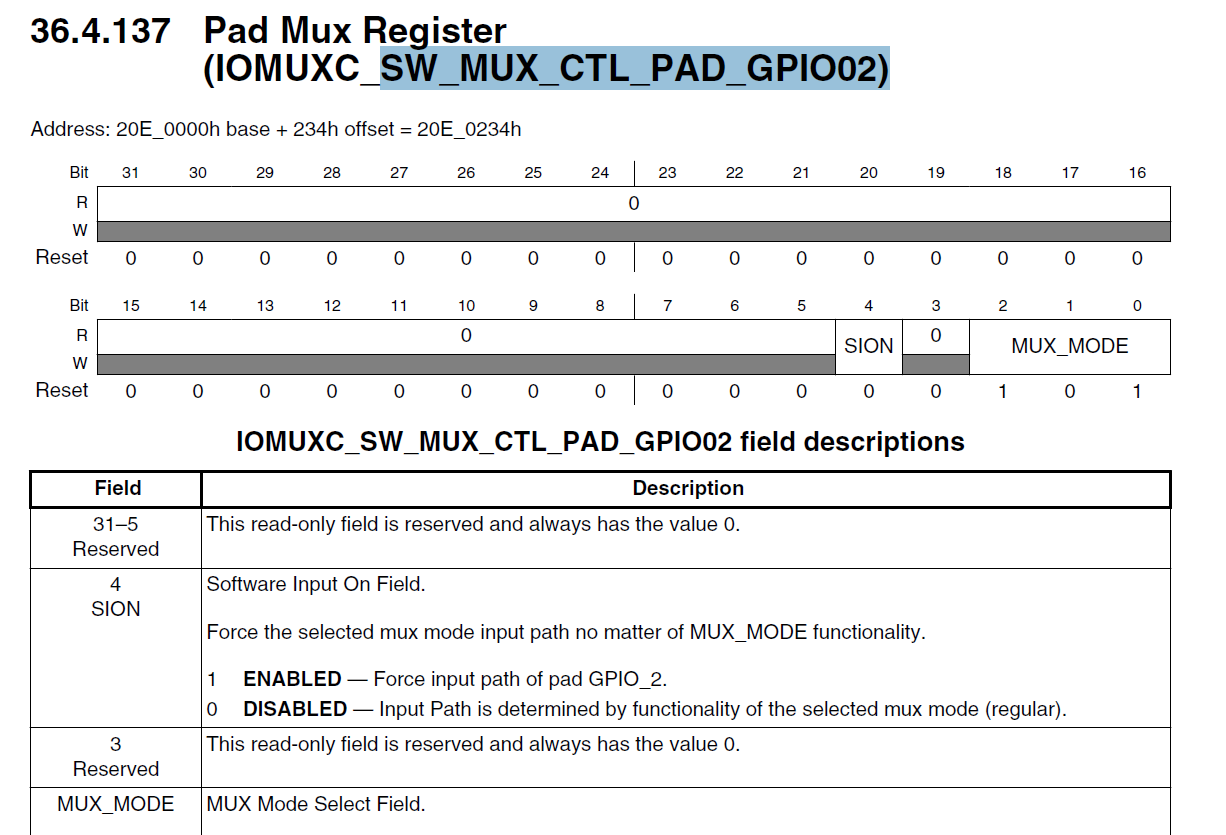 36.4.137 Pad Mux Register
(IOMUXC_SW_MUX_CTL_PAD_GPIO02)
Address: 20E_0000h base + 234h offset = 20E_0234h
Bit 31 30 29 28 27 26 25 24 23 22 21 20 19 18 17 16
R 0
W
Reset 0 0 0 0 0 0 0 0 0 0 0 0 0 0 0 0
Bit 15 14 13 12 11 10 9 8 7 6 5 4 3 2 1 0
R 0 SION 0 MUX_MODE
W
Reset 0 0 0 0 0 0 0 0 0 0 0 0 0 1 0 1
IOMUXC_SW_MUX_CTL_PAD_GPIO02 field descriptions
Field Description
31–5 This read-only field is reserved and always has the value 0.
Reserved
4 Software Input On Field.
SION
Force the selected mux mode input path no matter of MUX_MODE functionality.
1 ENABLED — Force input path of pad GPIO_2.
0 DISABLED — Input Path is determined by functionality of the selected mux mode (regular).
3 This read-only field is reserved and always has the value 0.
Reserved
MUX_MODE MUX Mode Select Field.